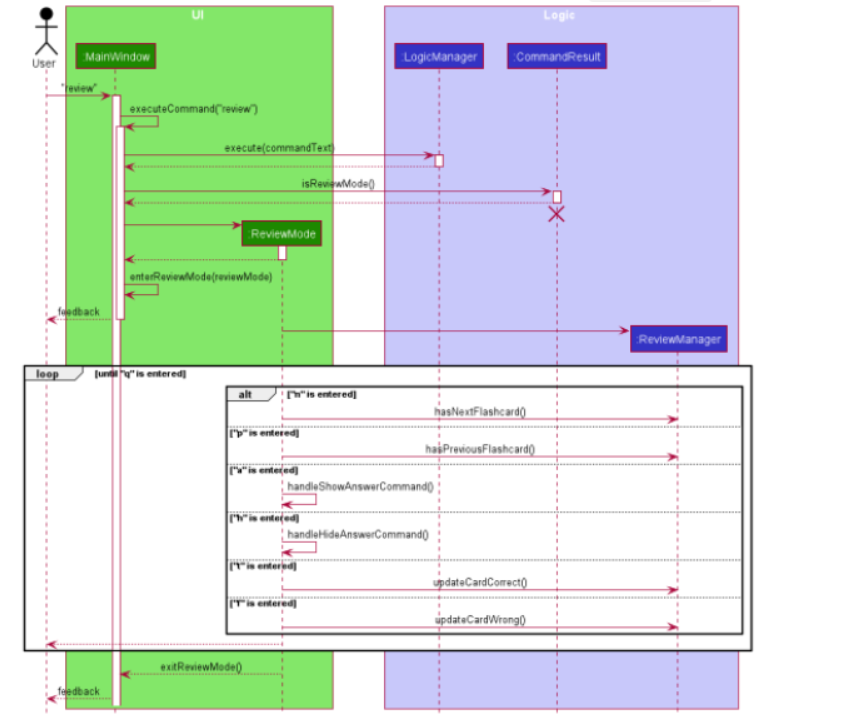 UI
Logic
User
:MainWindow
:LogicManager
:CommandResult
"review"
executeCommand("review")
execute(commandText)
isReviewMode()
:ReviewMode
enterReviewMode(reviewMode)
feedback
:ReviewManager
loop
[until "q" is entered]
alt
["n" is entered]
hasNextFlashcard()
["p" is entered]
hasPreviousFlashcard()
["a" is entered]
handleShowAnswerCommand()
["h" is entered]
handleHideAnswerCommand()
["t" is entered]
updateCardCorrect()
["f" is entered]
updateCardWrong()
exitReviewMode()
feedback